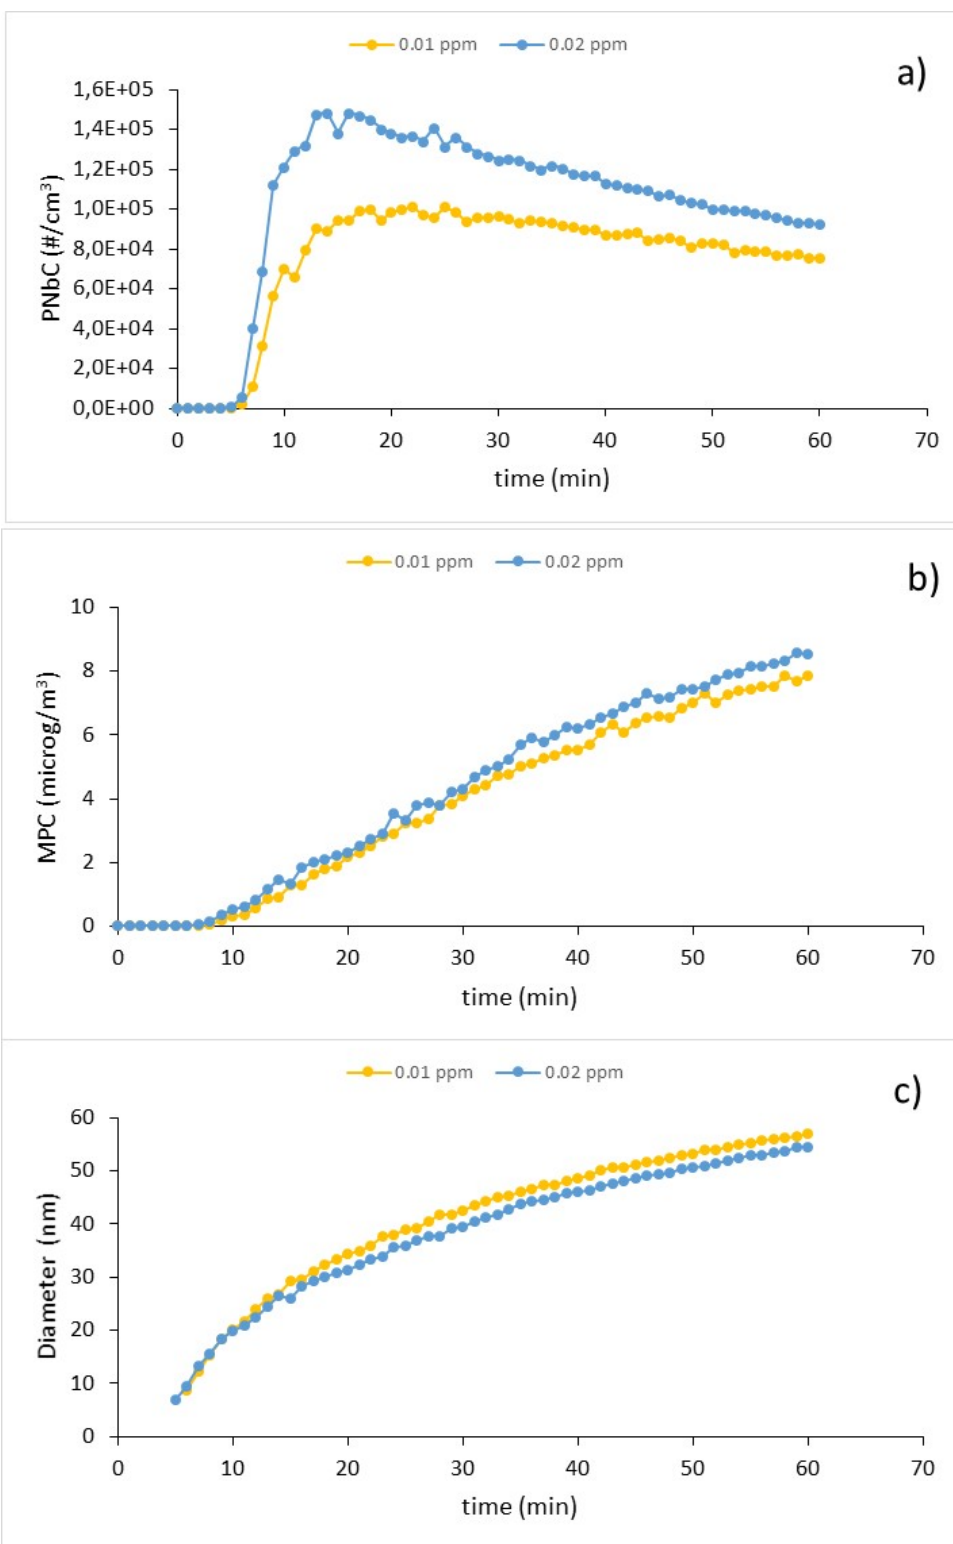 0.01 ppm 0.02 ppm
a)
1,6E+05
1,4E+05
1,2E+05
1,0E+05
8,0E+04
6,0E+04
4,0E+04
2,0E+04
0,0E+00
PNbC (#/cm³)
0 10 20 30 40 50 60 70
time (min)
0.01 ppm 0.02 ppm
b)
10
8
6
4
2
0
MPC (microg/m³)
0 10 20 30 40 50 60 70
time (min)
0.01 ppm 0.02 ppm
c)
60
50
40
30
20
10
0
Diameter (nm)
0 10 20 30 40 50 60 70
time (min)